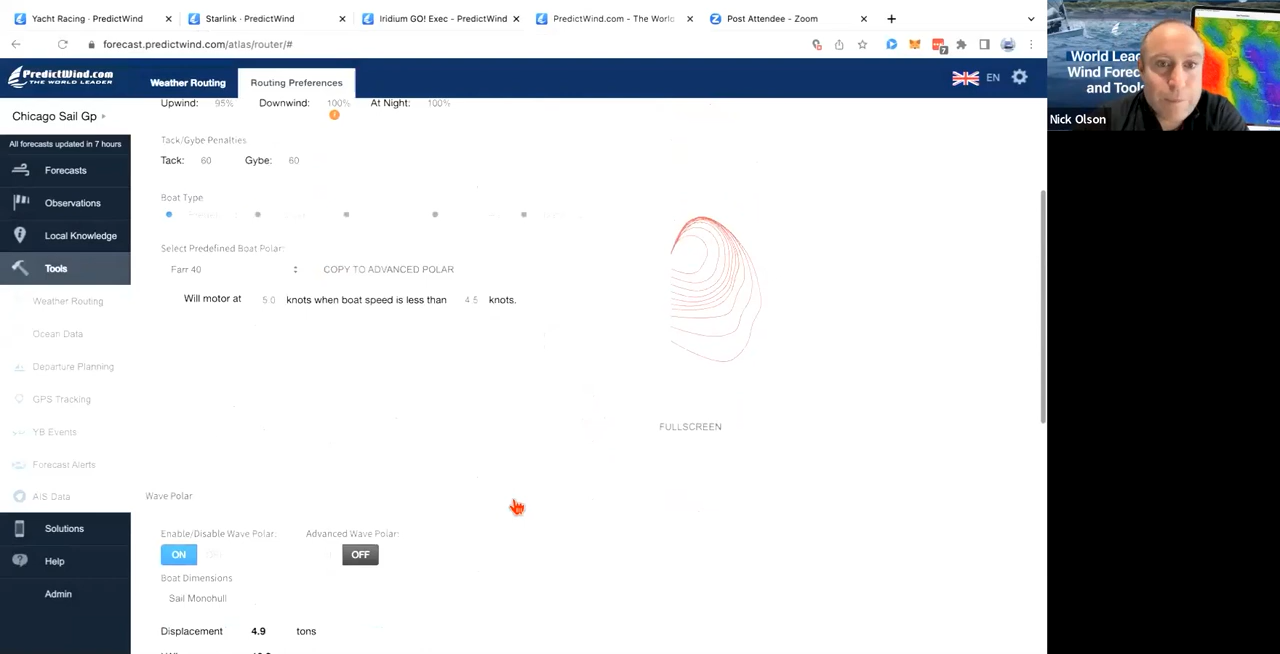 Yacht Racing - PredictWind
Starlink - PredictWind
Iridium GO! Exec - PredictWind
PredictWind.com - The World
Post Attendee - Zoom
forecast.predictwind.com/atlas/router/#
7
PredictWind.com
THE WORLD LEADER
Weather Routing
Routing Preferences
EN
World Lea
Wind Forec
and Tools
Nick Olson
Chicago Sail Gp
All forecasts updated in 7 hours
Forecasts
Observations
Local Knowledge
Tools
Weather Routing
Ocean Data
Departure Planning
GPS Tracking
YB Events
Forecast Alerts
AIS Data
Solutions
Help
Admin
Upwind: 95% Downwind: 100% At Night: 100%
Tack/Gybe Penalties
Tack: 60 Gybe: 60
Boat Type
Select Predefined Boat Polar:
Farr 40
COPY TO ADVANCED POLAR
Will motor at 5.0 knots when boat speed is less than 4.5 knots.
FULLSCREEN
Wave Polar
Enable/Disable Wave Polar: Advanced Wave Polar:
ON
OFF
Boat Dimensions
Sail Monohull
Displacement 4.9 tons